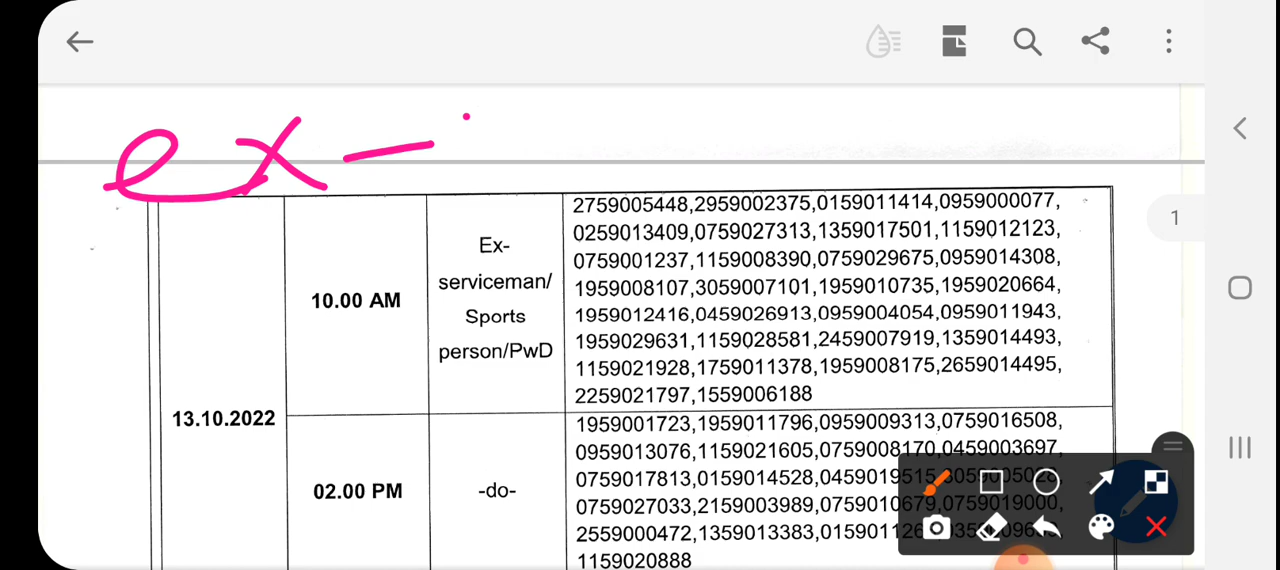 ex-
1
2759005448,2959002375,0159011414,0959000077,
0259013409,0759027313,1359017501,1159012123,
0759001237,1159008390,0759029675,0959014308,
1959008107,3059007101,1959010735,1959020664,
1959012416,0459026913,0959004054,0959011943,
1959029631,1159028581,2459007919,1359014493,
1159021928,1759011378,1959008175,2659014495,
2259021797,1559006188
10.00 AM
Ex-
serviceman/
Sports
person/PwD
13.10.2022
02.00 PM
-do-
1959001723,1959011796,0959009313,0759016508,
0959013076,1159021605,0759008170,0459003697,
0759017813,0159014528,0459019515,
0759027033,2159003989,0759010679,0759019000,
2559000472,1359013383,
1159020888